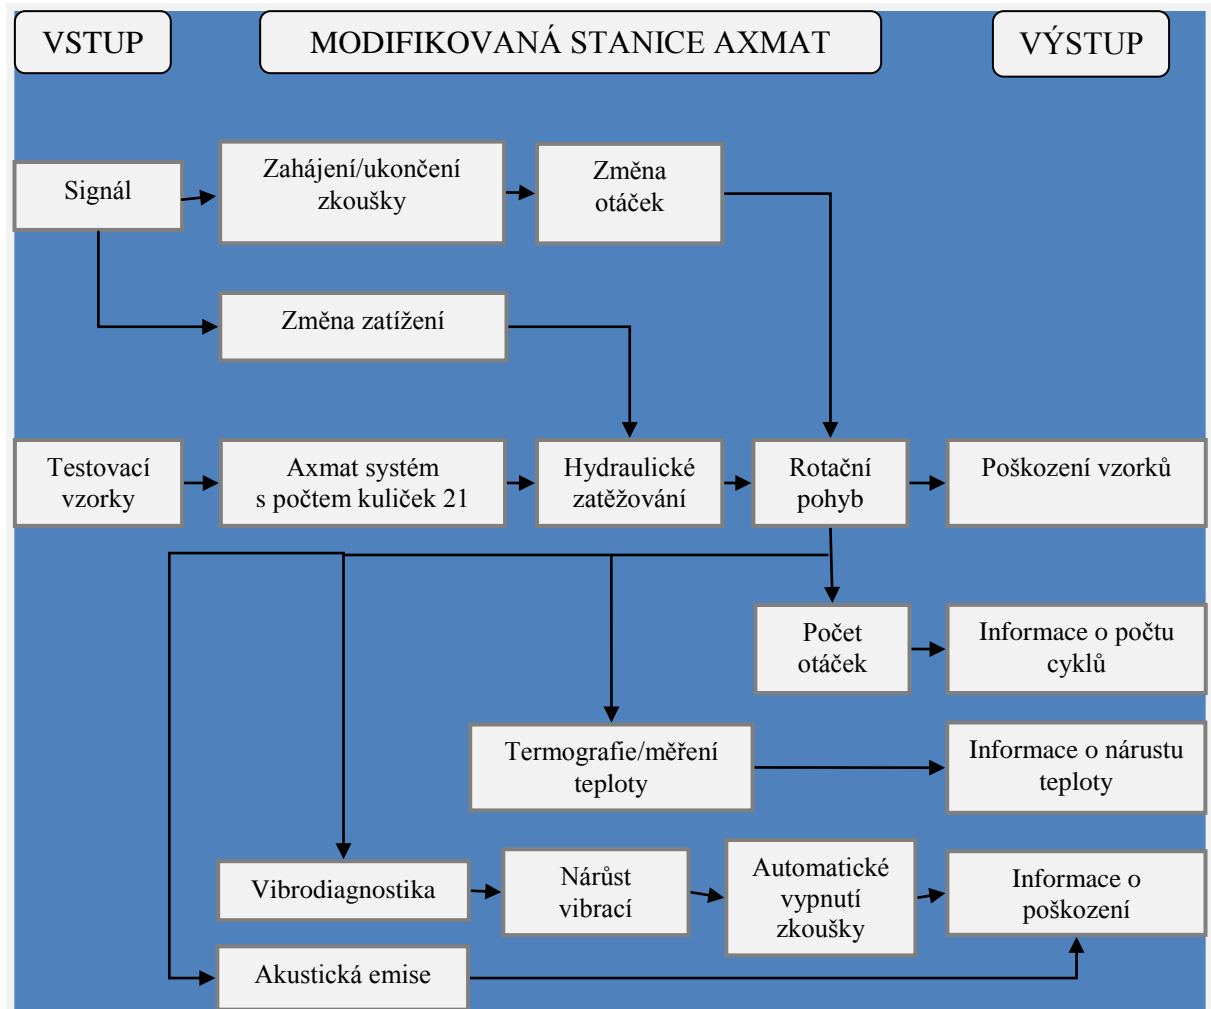 VSTUP
MODIFIKOVANÁ STANICE AXMAT
VÝSTUP
Signál
Zahájení/ukončení
zkoušky
Změna
otáček
Změna zatížení
Testovací
vzorky
Axmat systém
s počtem kuliček 21
Hydraulické
zatěžování
Rotační
pohyb
Poškození vzorků
Počet
otáček
Informace o počtu
cyklů
Termografie/měření
teploty
Informace o nárustu
teploty
Vibrodiagnostika
Nárůst
vibrací
Automatické
vypnutí
zkoušky
Informace o
poškození
Akustická emise